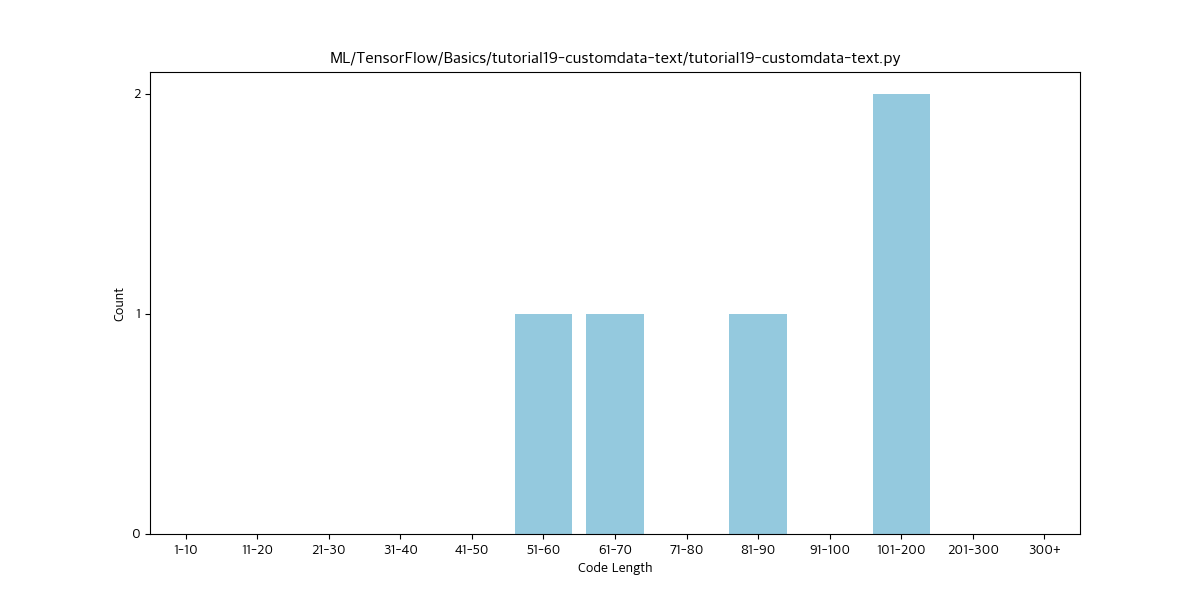 ML/TensorFlow/Basics/tutorial19-customdata-text/tutorial19-customdata-text.py
2
1
0
Count
1-10 11-20 21-30 31-40 41-50 51-60 61-70 71-80 81-90 91-100 101-200 201-300 300+
Code Length